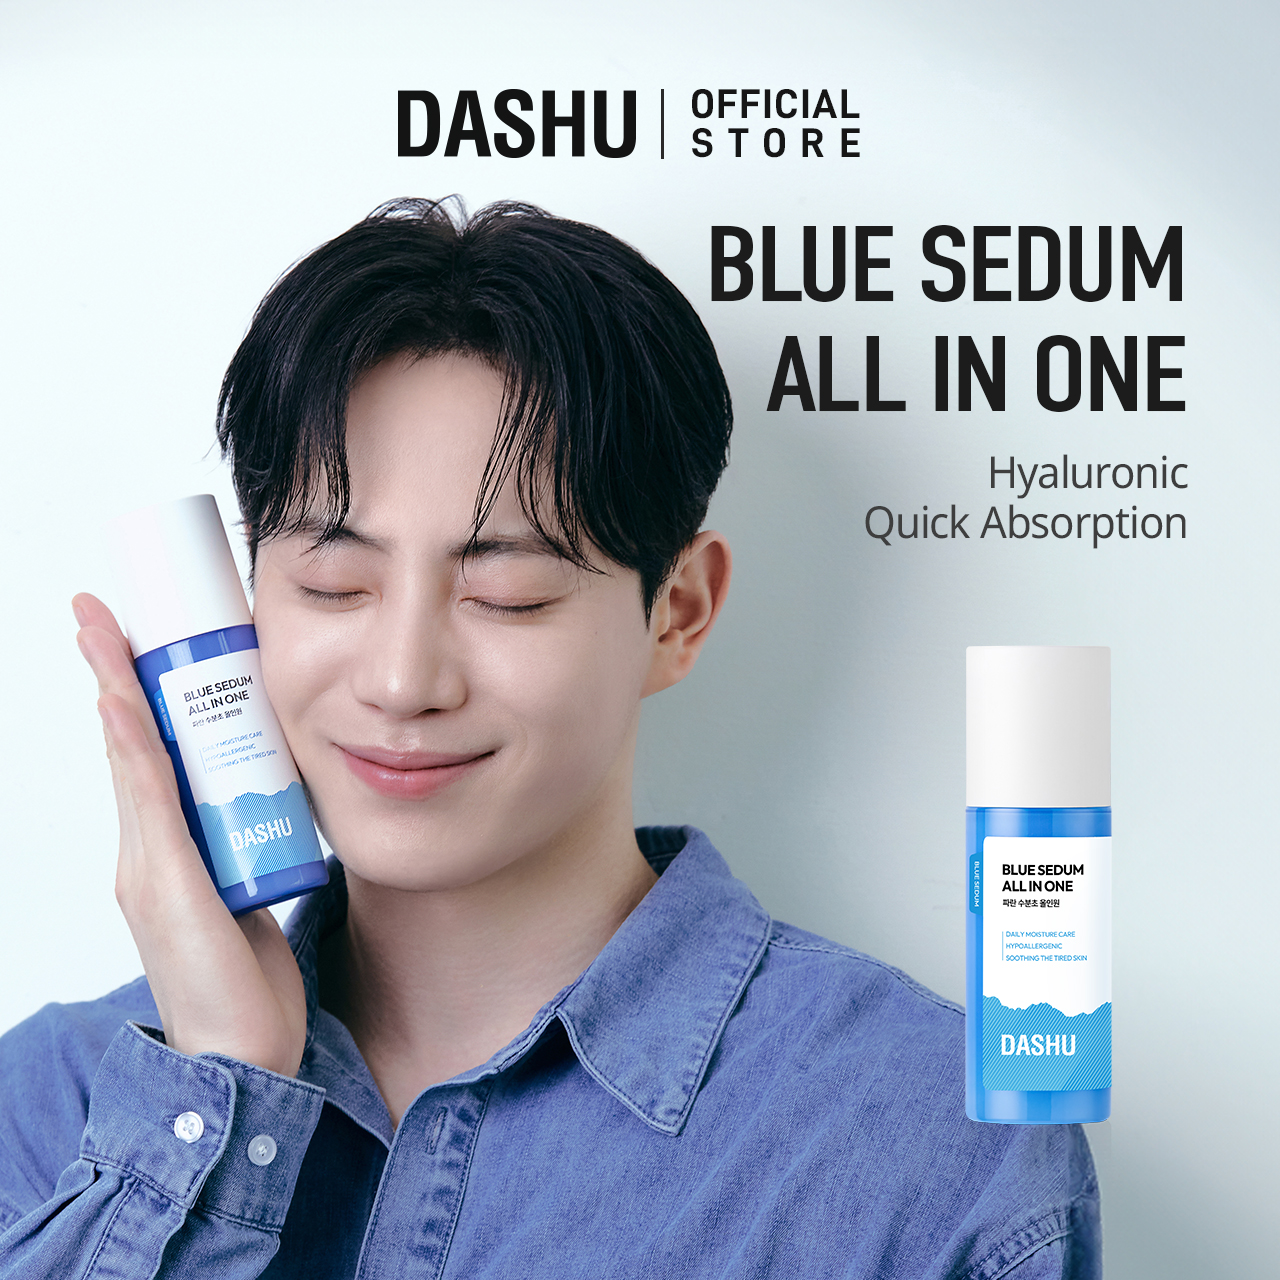 DASHU
OFFICIAL
STORE
BLUE SEDUM
ALL IN ONE
Hyaluronic
Quick Absorption
BLUE SEDUM
BLUE SEDUM
ALL IN ONE
파란 수분초 올인원
DAILY MOISTURE CARE
HYPOALLERGENIC
SOOTHING THE TIRED SKIN
DASHU
BLUE SEDUM
BLUE SEDUM
ALL IN ONE
파란 수분초 올인원
DAILY MOISTURE CARE
HYPOALLERGENIC
SOOTHING THE TIRED SKIN
DASHU